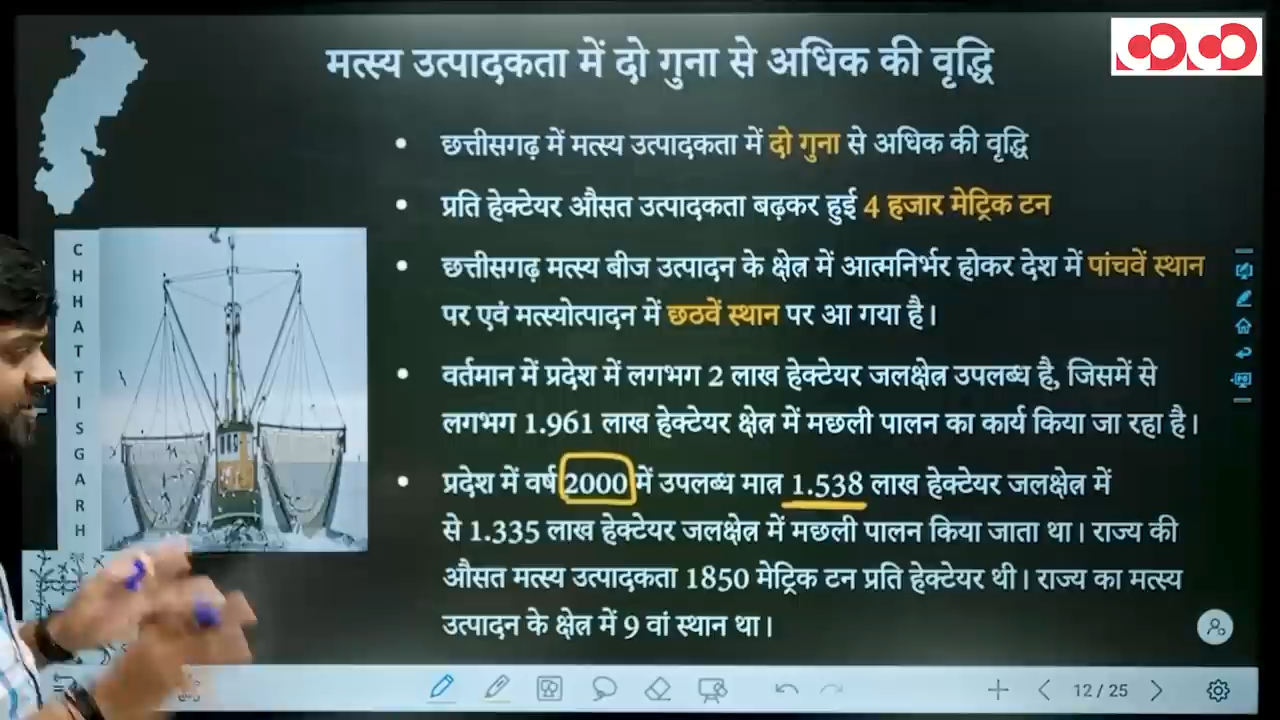 मत्स्य उत्पादकता में दो गुना से अधिक की वृद्धि
• छत्तीसगढ़ में मत्स्य उत्पादकता में दो गुना से अधिक की वृद्धि
• प्रति हेक्टेयर औसत उत्पादकता बढ़कर हुई 4 हजार मेट्रिक टन
• छत्तीसगढ़ मत्स्य बीज उत्पादन के क्षेत्र में आत्मनिर्भर होकर देश में पांचवें स्थान
पर एवं मत्स्योत्पादन में छठवें स्थान पर आ गया है।
• वर्तमान में प्रदेश में लगभग 2 लाख हेक्टेयर जलक्षेत्र उपलब्ध है, जिसमें से
लगभग 1.961 लाख हेक्टेयर क्षेत्र में मछली पालन का कार्य किया जा रहा है।
• प्रदेश में वर्ष 2000 में उपलब्ध मात्र 1.538 लाख हेक्टेयर जलक्षेत्र में
से 1.335 लाख हेक्टेयर जलक्षेत्र में मछली पालन किया जाता था। राज्य की
औसत मत्स्य उत्पादकता 1850 मेट्रिक टन प्रति हेक्टेयर थी। राज्य का मत्स्य
उत्पादन के क्षेत्र में 9 वां स्थान था।
CHHATTISGARH
12 / 25